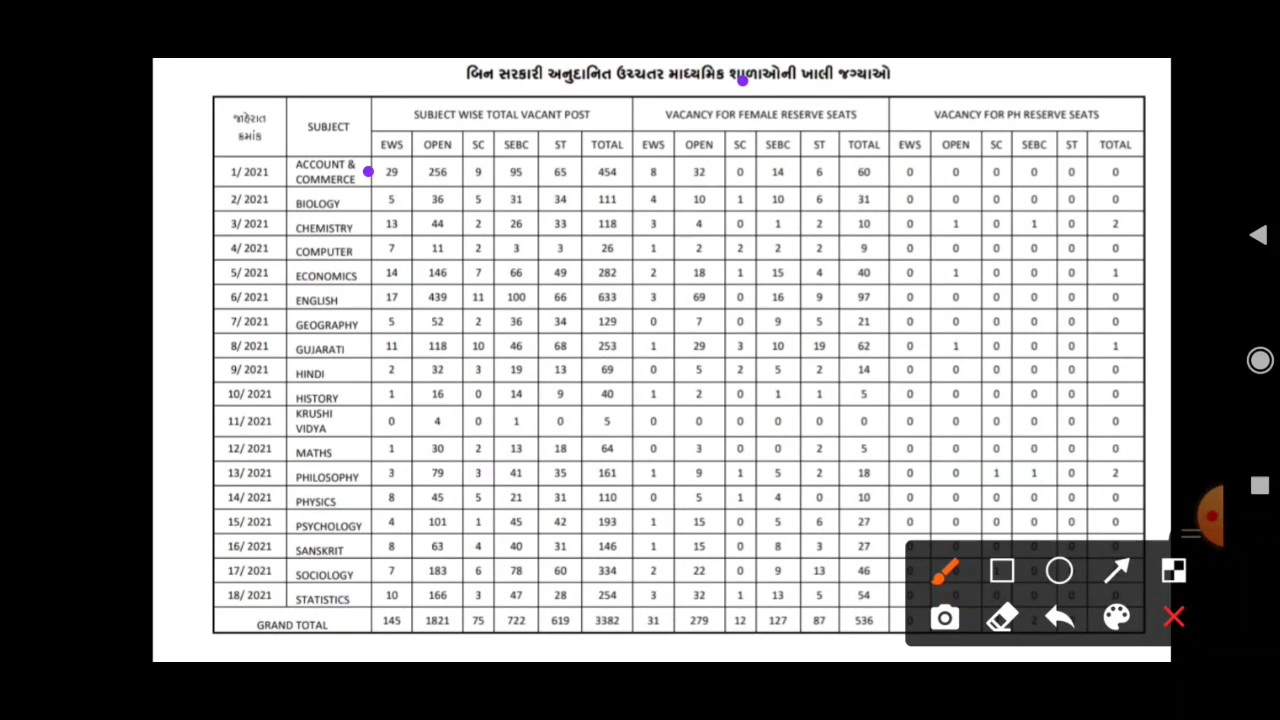 બિન સરકારી અનુદાનિત ઉચ્ચતર માધ્યમિક શાળાઓની ખાલી જગ્યાઓ
જાહેરાત ક્રમાંક SUBJECT SUBJECT WISE TOTAL VACANT POST VACANCY FOR FEMALE RESERVE SEATS VACANCY FOR PH RESERVE SEATS
EWS OPEN SC SEBC ST TOTAL EWS OPEN SC SEBC ST TOTAL EWS OPEN SC SEBC ST TOTAL
1/ 2021 ACCOUNT & COMMERCE 29 256 9 95 65 454 8 32 0 14 6 60 0 0 0 0 0 0
2/ 2021 BIOLOGY 5 36 5 31 34 111 4 10 1 10 6 31 0 0 0 0 0 0
3/ 2021 CHEMISTRY 13 44 2 26 33 118 3 4 0 1 2 10 0 1 0 1 0 2
4/ 2021 COMPUTER 7 11 2 3 3 26 1 2 2 2 2 9 0 0 0 0 0 0
5/ 2021 ECONOMICS 14 146 7 66 49 282 2 18 1 15 4 40 0 1 0 0 0 1
6/ 2021 ENGLISH 17 439 11 100 66 633 3 69 0 16 9 97 0 0 0 0 0 0
7/ 2021 GEOGRAPHY 5 52 2 36 34 129 0 7 0 9 5 21 0 0 0 0 0 0
8/ 2021 GUJARATI 11 118 10 46 68 253 1 29 3 10 19 62 0 1 0 0 0 1
9/ 2021 HINDI 2 32 3 19 13 69 0 5 2 5 2 14 0 0 0 0 0 0
10/ 2021 HISTORY 1 16 0 14 9 40 1 2 0 1 1 5 0 0 0 0 0 0
11/ 2021 KRUSHI VIDYA 0 4 0 1 0 5 0 0 0 0 0 0 0 0 0 0 0 0
12/ 2021 MATHS 1 30 2 13 18 64 0 3 0 0 2 5 0 0 0 0 0 0
13/ 2021 PHILOSOPHY 3 79 3 41 35 161 1 9 1 5 2 18 0 0 1 1 0 2
14/ 2021 PHYSICS 8 45 5 21 31 110 0 5 1 4 0 10 0 0 0 0 0 0
15/ 2021 PSYCHOLOGY 4 101 1 45 42 193 1 15 0 5 6 27 0 0 0 0 0 0
16/ 2021 SANSKRIT 8 63 4 40 31 146 1 15 0 8 3 27
17/ 2021 SOCIOLOGY 7 183 6 78 60 334 2 22 0 9 13 46
18/ 2021 STATISTICS 10 166 3 47 28 254 3 32 1 13 5 54
GRAND TOTAL 145 1821 75 722 619 3382 31 279 12 127 87 536